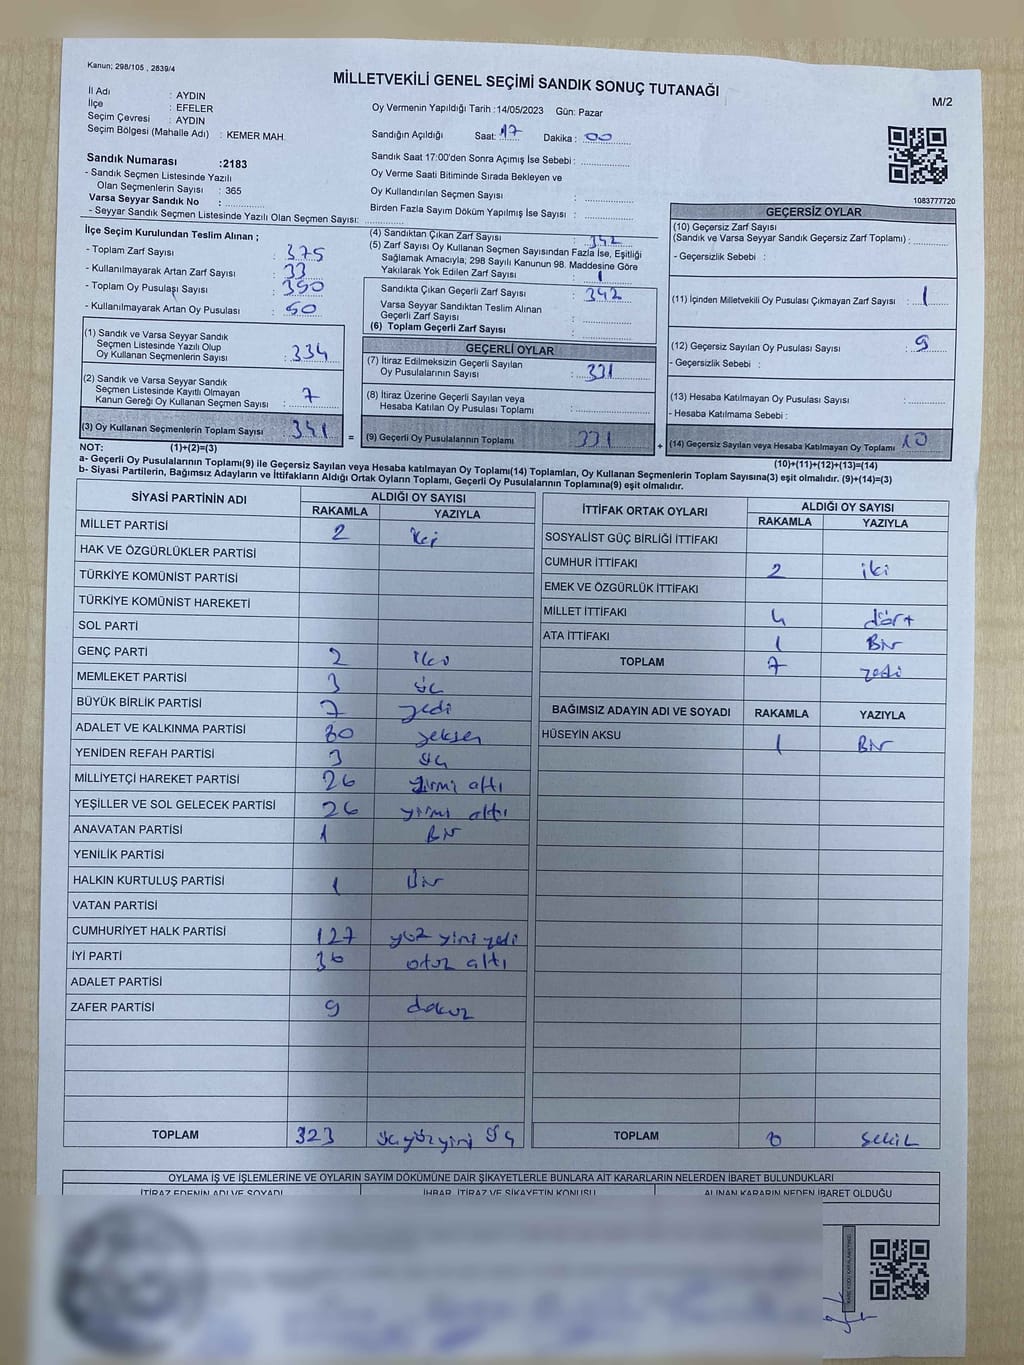 Kanun; 298/105 , 2839/4
MİLLETVEKİLİ GENEL SEÇİMİ SANDIK SONUÇ TUTANAĞI
M/2
İl Adı : AYDIN
İlçe : EFELER
Seçim Çevresi : AYDIN
Seçim Bölgesi (Mahalle Adı) : KEMER MAH.
Oy Vermenin Yapıldığı Tarih :14/05/2023 Gün: Pazar
Sandığın Açıldığı Saat: 17 Dakika : 00
Sandık Saat 17:00'den Sonra Açımış İse Sebebi :
Oy Verme Saati Bitiminde Sırada Bekleyen ve
Oy Kullandırılan Seçmen Sayısı :
Birden Fazla Sayım Döküm Yapılmış İse Sayısı :
Sandık Numarası :2183
- Sandık Seçmen Listesinde Yazılı
Olan Seçmenlerin Sayısı : 365
Varsa Seyyar Sandık No :
- Seyyar Sandık Seçmen Listesinde Yazılı Olan Seçmen Sayısı:
1083777720
İlçe Seçim Kurulundan Teslim Alınan ;
- Toplam Zarf Sayısı : 375
- Kullanılmayarak Artan Zarf Sayısı : 33
- Toplam Oy Pusulası Sayısı : 390
- Kullanılmayarak Artan Oy Pusulası : 50
(1) Sandık ve Varsa Seyyar Sandık
Seçmen Listesinde Yazılı Olup
Oy Kullanan Seçmenlerin Sayısı : 334
(2) Sandık ve Varsa Seyyar Sandık
Seçmen Listesinde Kayıtlı Olmayan
Kanun Gereği Oy Kullanan Seçmen Sayısı : 7
(3) Oy Kullanan Seçmenlerin Toplam Sayısı : 341
(4) Sandıktan Çıkan Zarf Sayısı : 342
(5) Zarf Sayısı Oy Kullanan Seçmen Sayısından Fazla İse, Eşitliği
Sağlamak Amacıyla; 298 Sayılı Kanunun 98. Maddesine Göre
Yakılarak Yok Edilen Zarf Sayısı : 1
Sandıkta Çıkan Geçerli Zarf Sayısı : 342
Varsa Seyyar Sandıktan Teslim Alınan
Geçerli Zarf Sayısı :
(6) Toplam Geçerli Zarf Sayısı :
GEÇERLİ OYLAR
(7) İtiraz Edilmeksizin Geçerli Sayılan
Oy Pusulalarının Sayısı : 331
(8) İtiraz Üzerine Geçerli Sayılan veya
Hesaba Katılan Oy Pusulası Toplamı :
= (9) Geçerli Oy Pusulalarının Toplamı 331 +
GEÇERSİZ OYLAR
(10) Geçersiz Zarf Sayısı
(Sandık ve Varsa Seyyar Sandık Geçersiz Zarf Toplamı) :
- Geçersizlik Sebebi :
(11) İçinden Milletvekili Oy Pusulası Çıkmayan Zarf Sayısı : 1
(12) Geçersiz Sayılan Oy Pusulası Sayısı : 9
- Geçersizlik Sebebi :
(13) Hesaba Katılmayan Oy Pusulası Sayısı :
- Hesaba Katılmama Sebebi :
(14) Geçersiz Sayılan veya Hesaba Katılmayan Oy Toplamı 10
NOT: (1)+(2)=(3) (10)+(11)+(12)+(13)=(14)
a- Geçerli Oy Pusulalarının Toplamı(9) ile Geçersiz Sayılan veya Hesaba katılmayan Oy Toplamı(14) Toplamları, Oy Kullanan Seçmenlerin Toplam Sayısına(3) eşit olmalıdır. (9)+(14)=(3)
b- Siyasi Partilerin, Bağımsız Adayların ve İttifakların Aldığı Ortak Oyların Toplamı, Geçerli Oy Pusulalarının Toplamına(9) eşit olmalıdır.
SİYASİ PARTİNİN ADI ALDIĞI OY SAYISI
RAKAMLA YAZIYLA
MİLLET PARTİSİ 2 iki
HAK VE ÖZGÜRLÜKLER PARTİSİ
TÜRKİYE KOMÜNİST PARTİSİ
TÜRKİYE KOMÜNİST HAREKETİ
SOL PARTİ
GENÇ PARTİ 2 iki
MEMLEKET PARTİSİ 3 üç
BÜYÜK BİRLİK PARTİSİ 7 yedi
ADALET VE KALKINMA PARTİSİ 80 seksen
YENİDEN REFAH PARTİSİ 3 üç
MİLLİYETÇİ HAREKET PARTİSİ 26 yirmi altı
YEŞİLLER VE SOL GELECEK PARTİSİ 26 yirmi altı
ANAVATAN PARTİSİ 1 Bir
YENİLİK PARTİSİ
HALKIN KURTULUŞ PARTİSİ 1 Bir
VATAN PARTİSİ
CUMHURİYET HALK PARTİSİ 127 yüz yirmi yedi
İYİ PARTİ 36 otuz altı
ADALET PARTİSİ
ZAFER PARTİSİ 9 dokuz
TOPLAM 323 üçyüzyirmi üç
İTTİFAK ORTAK OYLARI ALDIĞI OY SAYISI
RAKAMLA YAZIYLA
SOSYALİST GÜÇ BİRLİĞİ İTTİFAKI
CUMHUR İTTİFAKI 2 iki
EMEK VE ÖZGÜRLÜK İTTİFAKI
MİLLET İTTİFAKI 4 dört
ATA İTTİFAKI 1 Bir
TOPLAM 7 yedi
BAĞIMSIZ ADAYIN ADI VE SOYADI RAKAMLA YAZIYLA
HÜSEYİN AKSU 1 Bir
TOPLAM 8 sekiz
OYLAMA İŞ VE İŞLEMLERİNE VE OYLARIN SAYIM DÖKÜMÜNE DAİR ŞİKAYETLERLE BUNLARA AİT KARARLARIN NELERDEN İBARET BULUNDUKLARI
İTİRAZ EDENİN ADI VE SOYADI İHBAR, İTİRAZ VE ŞİKAYETİN KONUSU ALINAN KARARIN NEDEN İBARET OLDUĞU